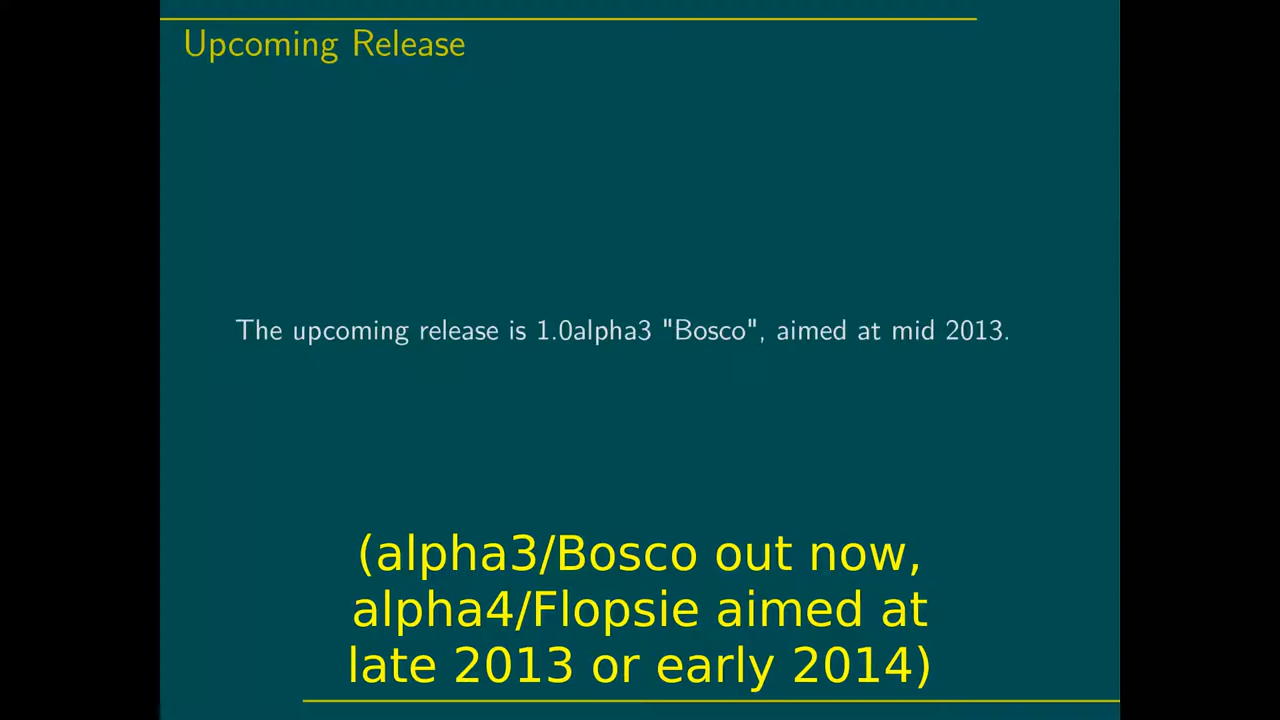 Upcoming Release
The upcoming release is 1.0alpha3 "Bosco", aimed at mid 2013.
(alpha3/Bosco out now,
alpha4/Flopsie aimed at
late 2013 or early 2014)